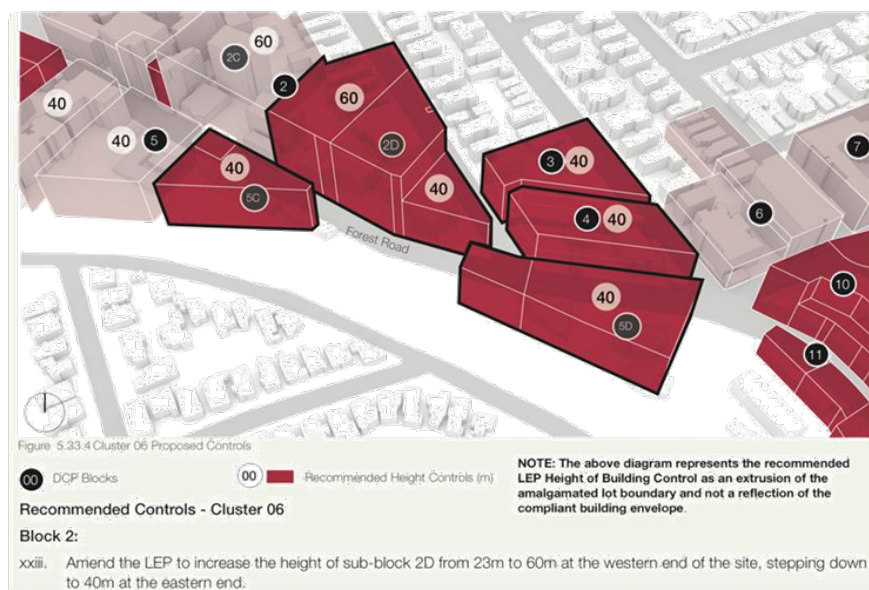 60
2C
2
60
40
40
5
2D
3
40
7
40
5C
40
4
40
6
Forest Road
40
5D
10
11
Figure 5.33.4 Cluster 06 Proposed Controls
00 DCP Blocks
00 Recommended Height Controls (m)
NOTE: The above diagram represents the recommended
LEP Height of Building Control as an extrusion of the
amalgamated lot boundary and not a reflection of the
compliant building envelope.
Recommended Controls - Cluster 06
Block 2:
xxiii. Amend the LEP to increase the height of sub-block 2D from 23m to 60m at the western end of the site, stepping down
to 40m at the eastern end.